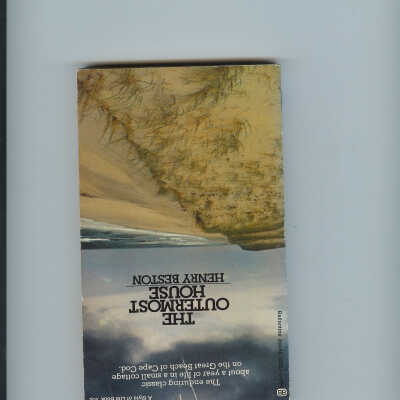 The enduring classic
about a year of life in a small cottage
on the Great Beach of Cape Cod.
THE
OUTERMOST
HOUSE
HENRY BESTON